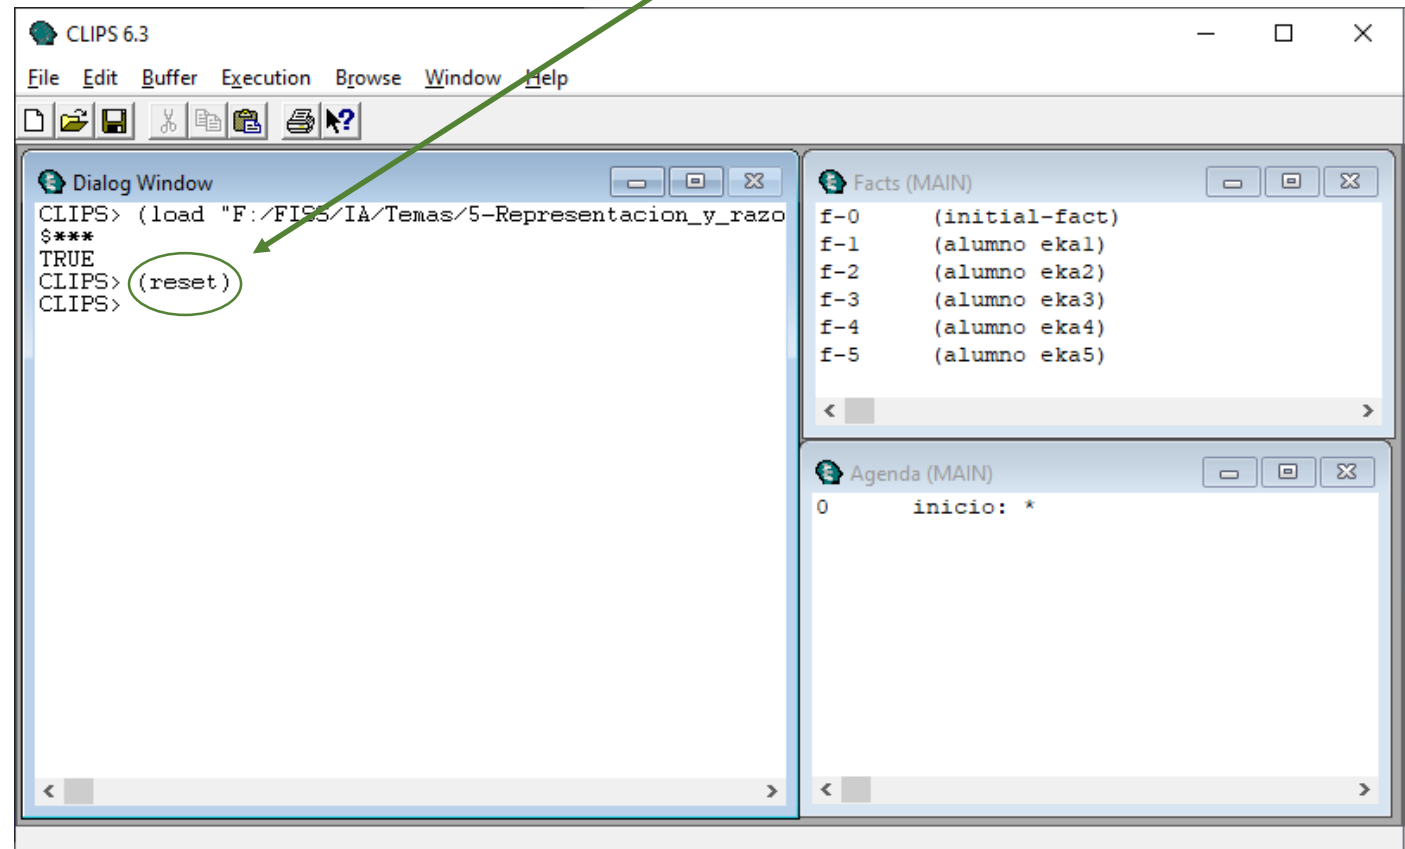 CLIPS 6.3
File Edit Buffer Execution Browse Window Help
Dialog Window
CLIPS> (load "F:/FISS/IA/Temas/5-Representacion_y_razo
$***
TRUE
CLIPS> (reset)
CLIPS>
Facts (MAIN)
f-0 (initial-fact)
f-1 (alumno eka1)
f-2 (alumno eka2)
f-3 (alumno eka3)
f-4 (alumno eka4)
f-5 (alumno eka5)
Agenda (MAIN)
0 inicio: *